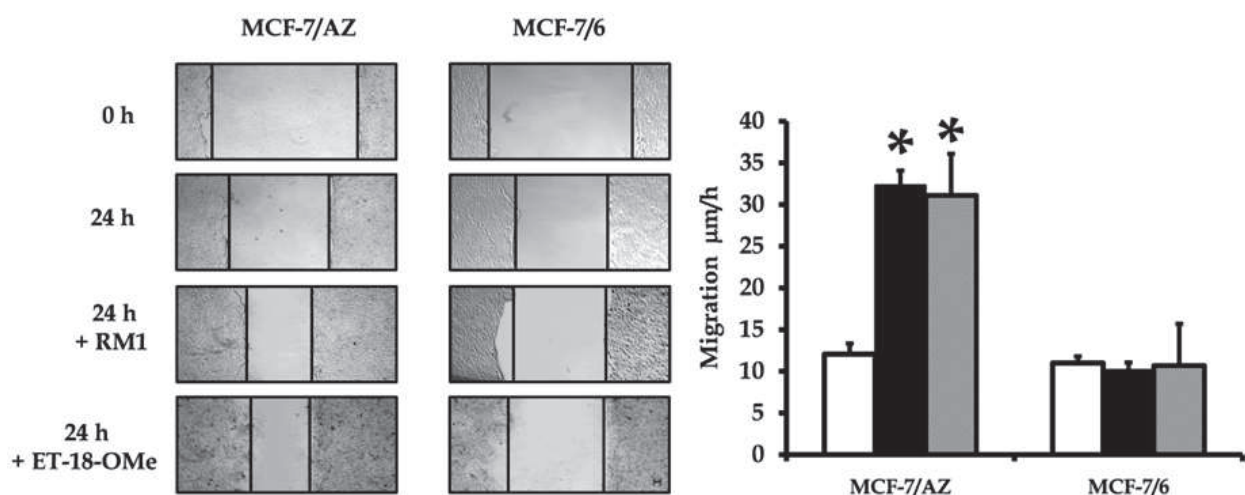 MCF-7/AZ
MCF-7/6
0 h
24 h
24 h
+ RM1
24 h
+ ET-18-OMe
Migration μm/h
40
35
30
25
20
15
10
5
0
*
*
MCF-7/AZ
MCF-7/6